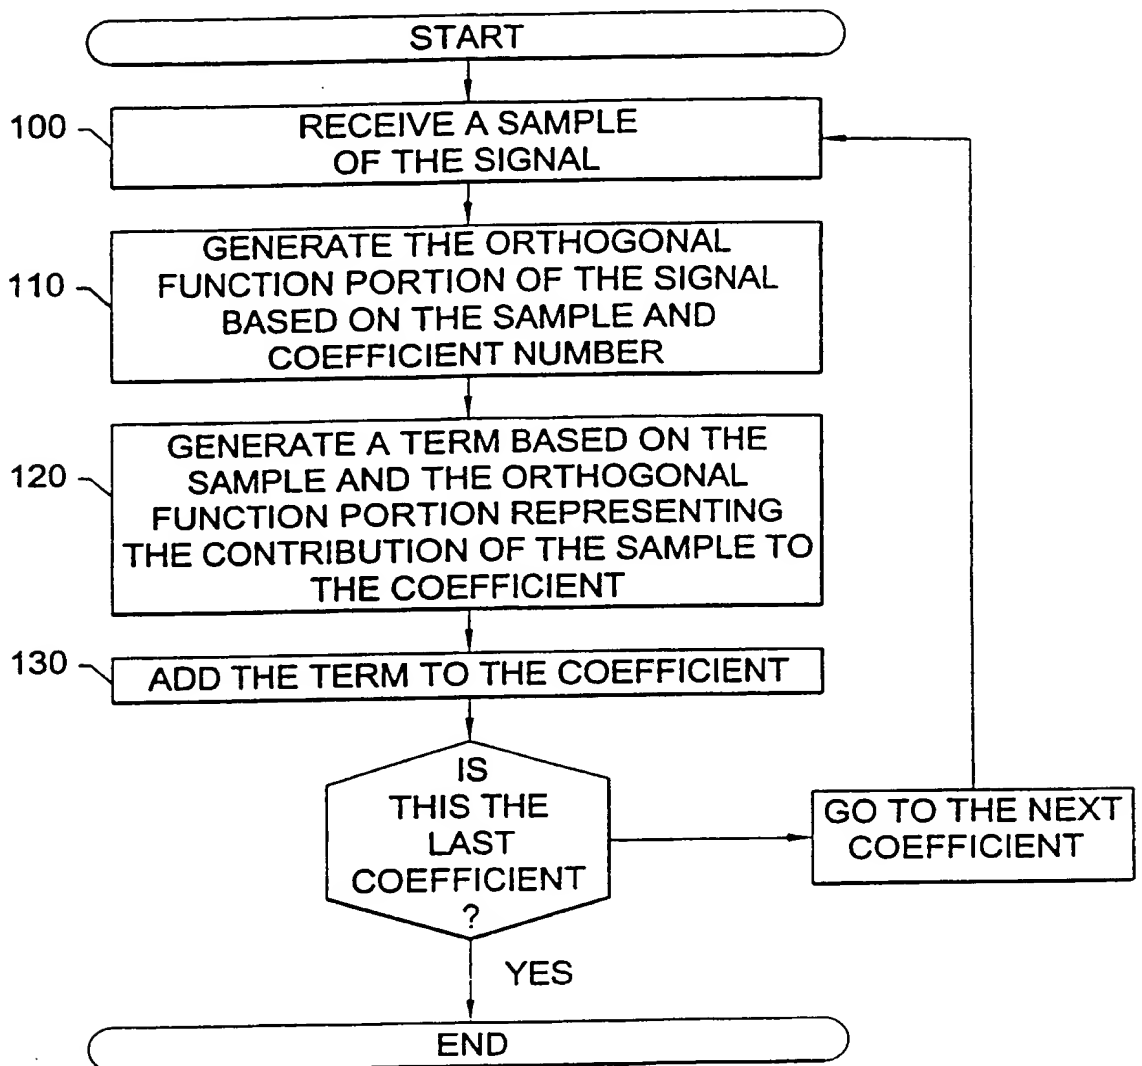 START
100
RECEIVE A SAMPLE
OF THE SIGNAL
110
GENERATE THE ORTHOGONAL
FUNCTION PORTION OF THE SIGNAL
BASED ON THE SAMPLE AND
COEFFICIENT NUMBER
120
GENERATE A TERM BASED ON THE
SAMPLE AND THE ORTHOGONAL
FUNCTION PORTION REPRESENTING
THE CONTRIBUTION OF THE SAMPLE TO
THE COEFFICIENT
130
ADD THE TERM TO THE COEFFICIENT
IS
THIS THE
LAST
COEFFICIENT
?
GO TO THE NEXT
COEFFICIENT
YES
END